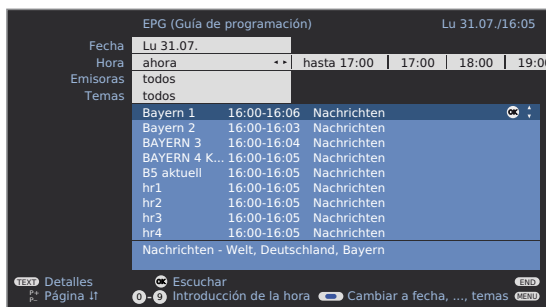 EPG (Guía de programación) Lu 31.07./16:05
Fecha Lu 31.07.
Hora ahora hasta 17:00 17:00 18:00 19:0
Emisoras todos
Temas todos
Bayern 1 16:00-16:06 Nachrichten OK
Bayern 2 16:00-16:03 Nachrichten
BAYERN 3 16:00-16:04 Nachrichten
BAYERN 4 K... 16:00-16:05 Nachrichten
B5 aktuell 16:00-16:05 Nachrichten
hr1 16:00-16:05 Nachrichten
hr2 16:00-16:05 Nachrichten
hr3 16:00-16:05 Nachrichten
hr4 16:00-16:05 Nachrichten
Nachrichten - Welt, Deutschland, Bayern
TEXT Detalles OK Escuchar END
P+ P- Página 0-9 Introducción de la hora Cambiar a fecha, ..., temas MENU